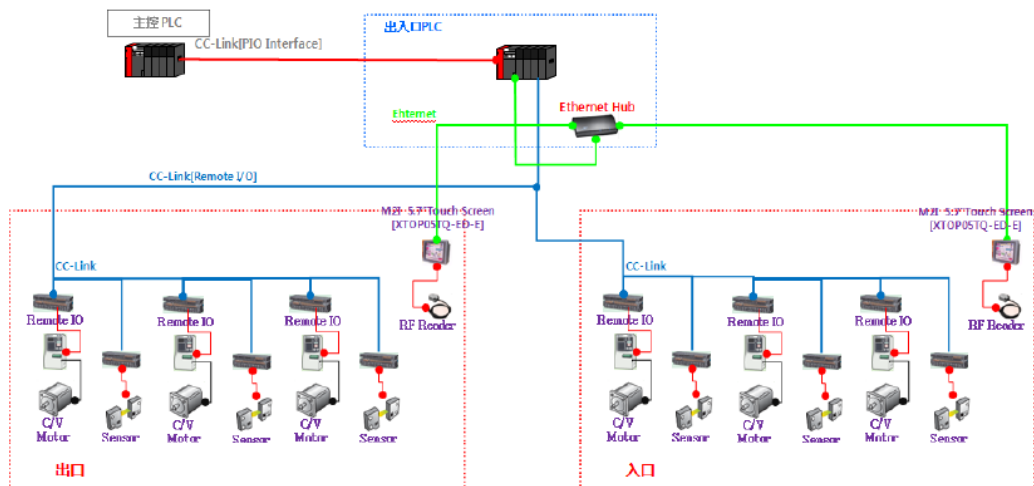 主控 PLC
CC-Link[PIO Interface]
出入口PLC
Ethernet Hub
Ehternet
CC-Link[Remote I/O]
M2I 5.7"Touch Screen
[XTOP05TQ-ED-E]
M2I 5.7"Touch Screen
[XTOP05TQ-ED-E]
CC-Link
Remote IO
Remote IO
Remote IO
RF Reader
C/V
Motor
Sensor
C/V
Motor
Sensor
C/V
Motor
Sensor
出口
CC-Link
Remote IO
Remote IO
Remote IO
RF Reader
C/V
Motor
Sensor
C/V
Motor
Sensor
C/V
Motor
Sensor
入口